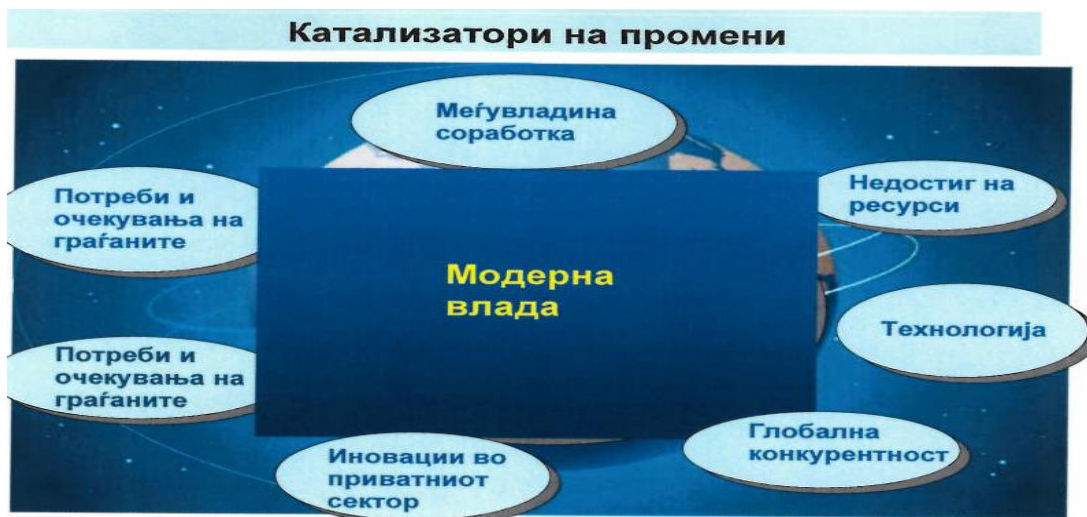 Катализатори на промени
Меѓувладина
соработка
Потреби и
очекувања на
граѓаните
Недостиг на
ресурси
Модерна
влада
Технологија
Потреби и
очекувања на
граѓаните
Глобална
конкурентност
Иновации во
приватниот
сектор